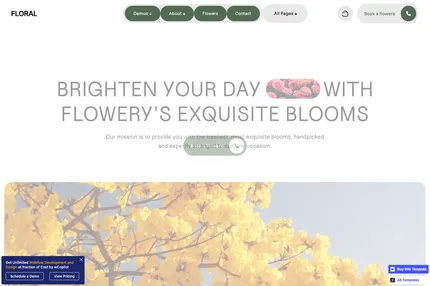 FLORAL
Demos
About
Flowers
Contact
All Pages
Book a flowers
BRIGHTEN YOUR DAY WITH
FLOWERY'S EXQUISITE BLOOMS
Our mission is to provide you with the freshest, most exquisite blooms, handpicked
and expertly occasion.
Get Unlimited Webflow Development and
Design at fraction of Cost by eCopilot
Schedule a Demo
View Pricing
Buy this Template
All Templates